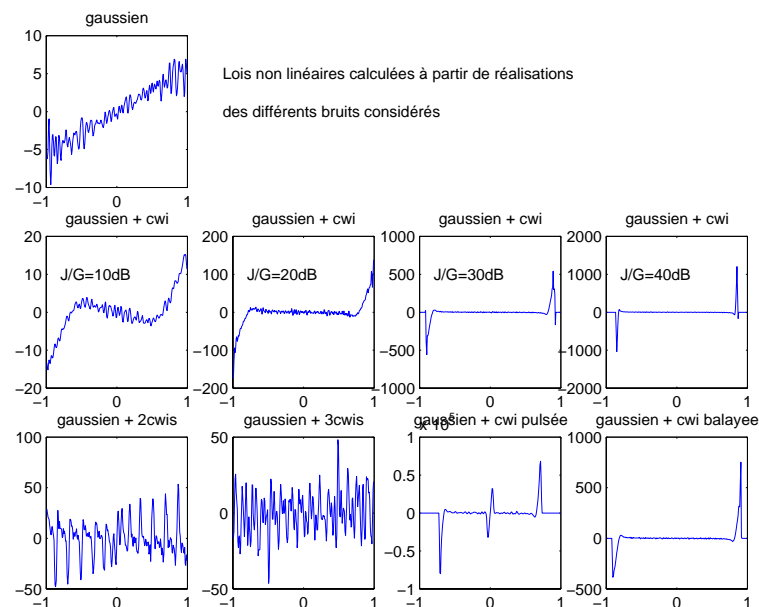 gaussien
10
5
0
−5
−10
−1 0 1
Lois non linéaires calculées à partir de réalisations
des différents bruits considérés
gaussien + cwi
20
10
0
−10
−20
−1 0 1
J/G=10dB
gaussien + cwi
200
100
0
−100
−200
−1 0 1
J/G=20dB
gaussien + cwi
1000
500
0
−500
−1000
−1 0 1
J/G=30dB
gaussien + cwi
2000
1000
0
−1000
−2000
−1 0 1
J/G=40dB
gaussien + 2cwis
100
50
0
−50
−1 0 1
gaussien + 3cwis
50
0
−50
−1 0 1
gaussien + cwi pulsée
x 10^5
1
0.5
0
−0.5
−1
−1 0 1
gaussien + cwi balayee
1000
500
0
−500
−1 0 1